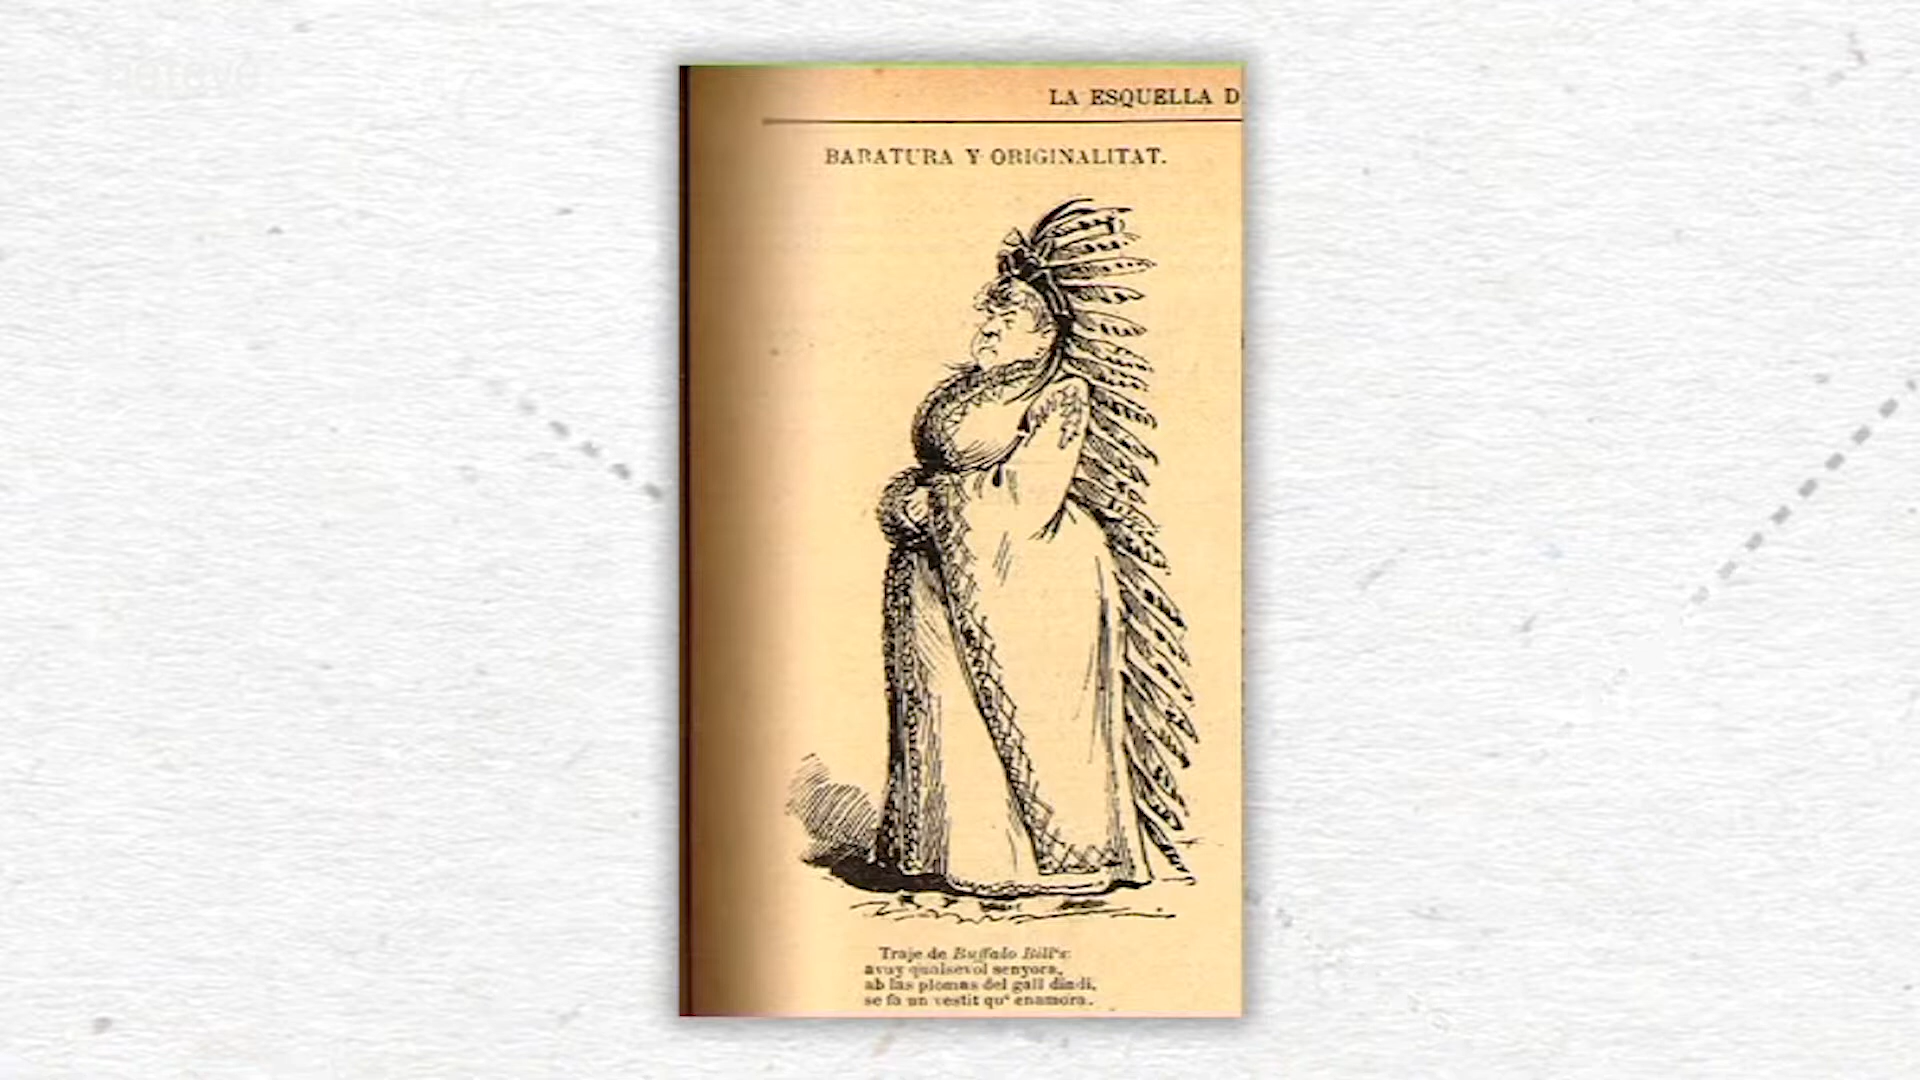 LA ESQUELLA D
BARATURA Y ORIGINALITAT.
Traje de Buffalo Bill's:
avuy qualsevol senyora,
ab las plomas del gall dindi,
se fa un vestit qu' enamora.